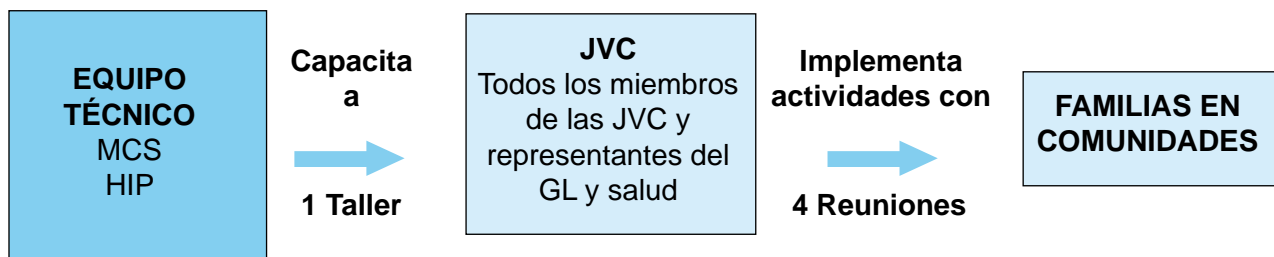 EQUIPO
TÉCNICO
MCS
HIP
Capacita
a
1 Taller
JVC
Todos los miembros
de las JVC y
representantes del
GL y salud
Implementa
actividades con
4 Reuniones
FAMILIAS EN
COMUNIDADES